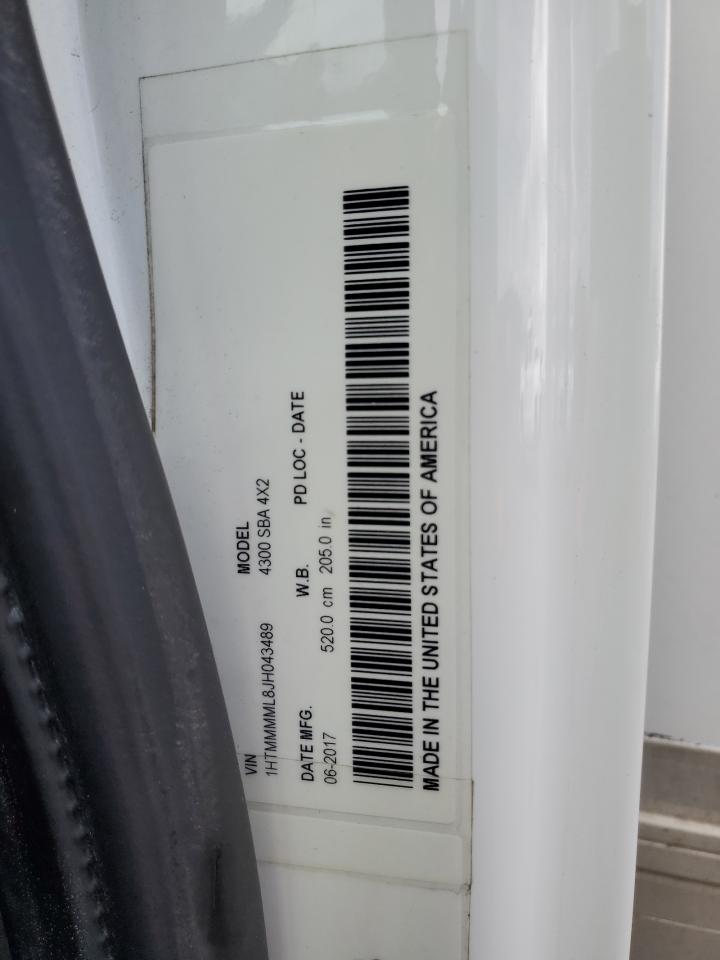 VIN MODEL
1HTMMMML8JH043489 4300 SBA 4X2
DATE MFG. W.B. PD LOC - DATE
06-2017 520.0 cm 205.0 in
MADE IN THE UNITED STATES OF AMERICA